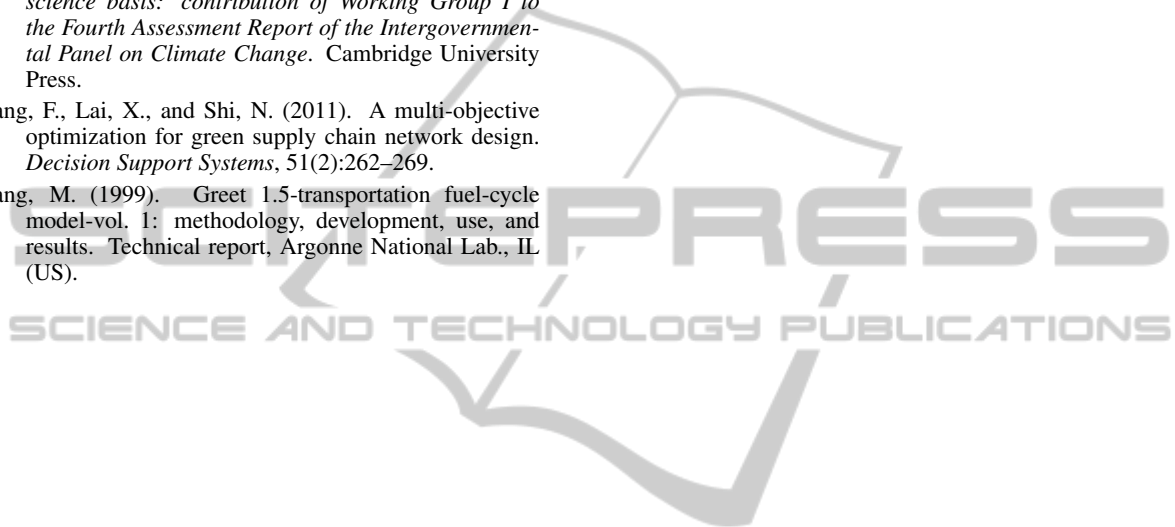 science basis: contribution of Working Group I to
the Fourth Assessment Report of the Intergovernmen-
tal Panel on Climate Change. Cambridge University
Press.
ang, F., Lai, X., and Shi, N. (2011). A multi-objective
optimization for green supply chain network design.
Decision Support Systems, 51(2):262–269.
ang, M. (1999). Greet 1.5-transportation fuel-cycle
model-vol. 1: methodology, development, use, and
results. Technical report, Argonne National Lab., IL
(US).
SCITEPRESS
SCIENCE AND TECHNOLOGY PUBLICATIONS